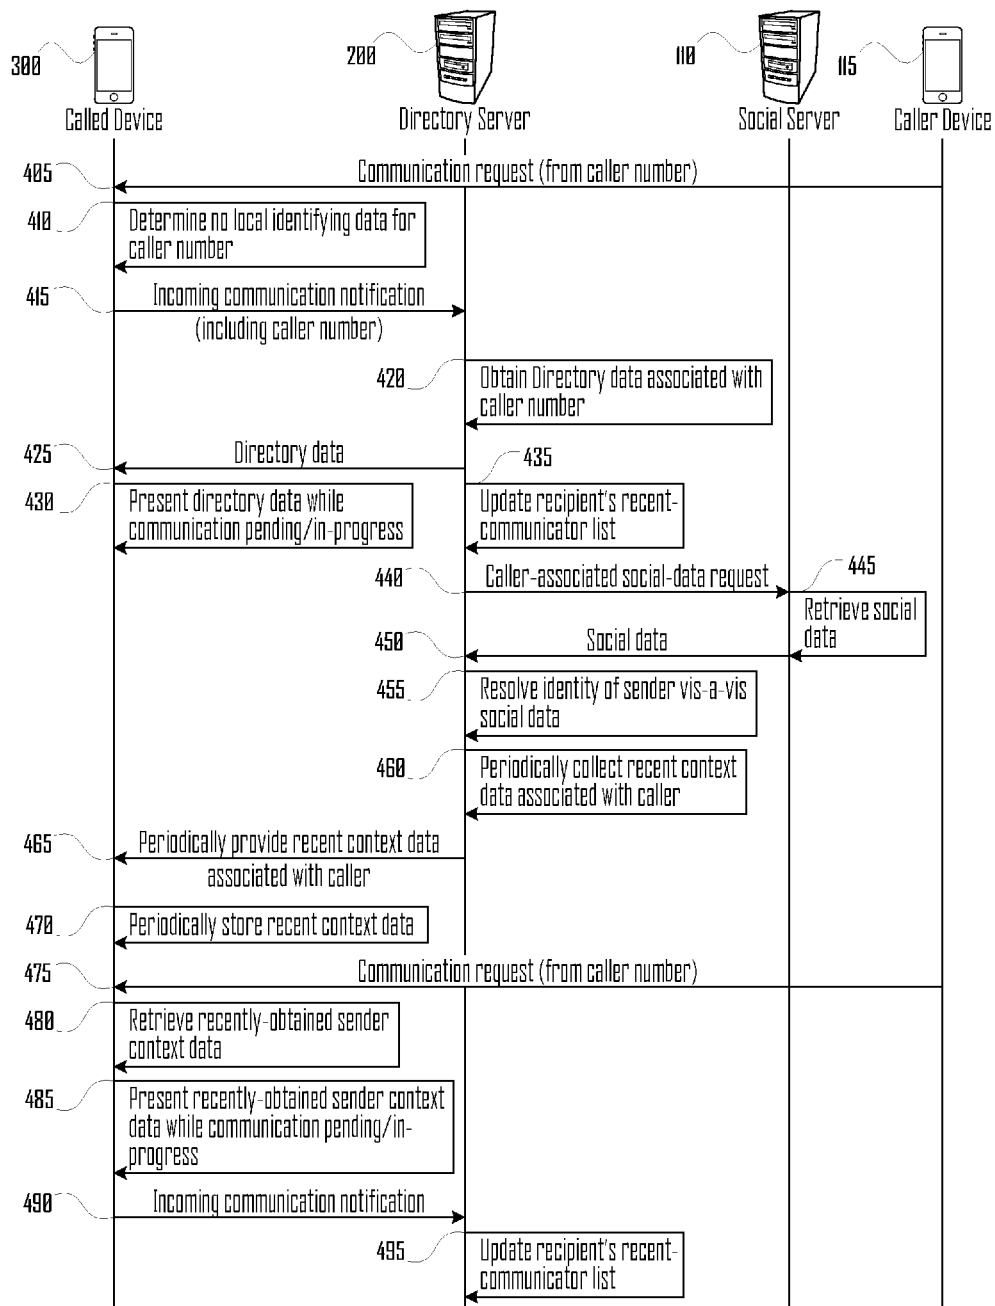 300
200
110
115
Called Device
Directory Server
Social Server
Caller Device
405
Communication request (from caller number)
410
Determine no local identifying data for
caller number
415
Incoming communication notification
(including caller number)
420
Obtain Directory data associated with
caller number
425
Directory data
430
Present directory data while
communication pending/in-progress
435
Update recipient's recent-
communicator list
440
Caller-associated social-data request
445
Retrieve social
data
450
Social data
455
Resolve identity of sender vis-a-vis
social data
460
Periodically collect recent context
data associated with caller
465
Periodically provide recent context data
associated with caller
470
Periodically store recent context data
475
Communication request (from caller number)
480
Retrieve recently-obtained sender
context data
485
Present recently-obtained sender context
data while communication pending/in-
progress
490
Incoming communication notification
495
Update recipient's recent-
communicator list